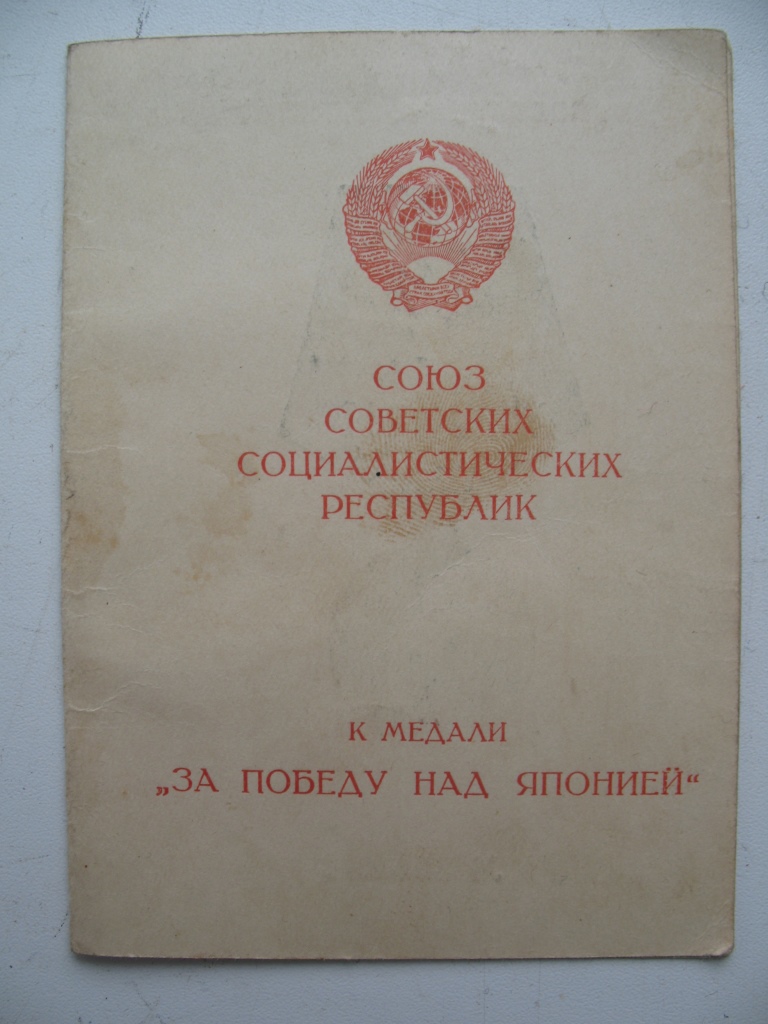 СОЮЗ
СОВЕТСКИХ
СОЦИАЛИСТИЧЕСКИХ
РЕСПУБЛИК
К МЕДАЛИ
„ЗА ПОБЕДУ НАД ЯПОНИЕЙ“